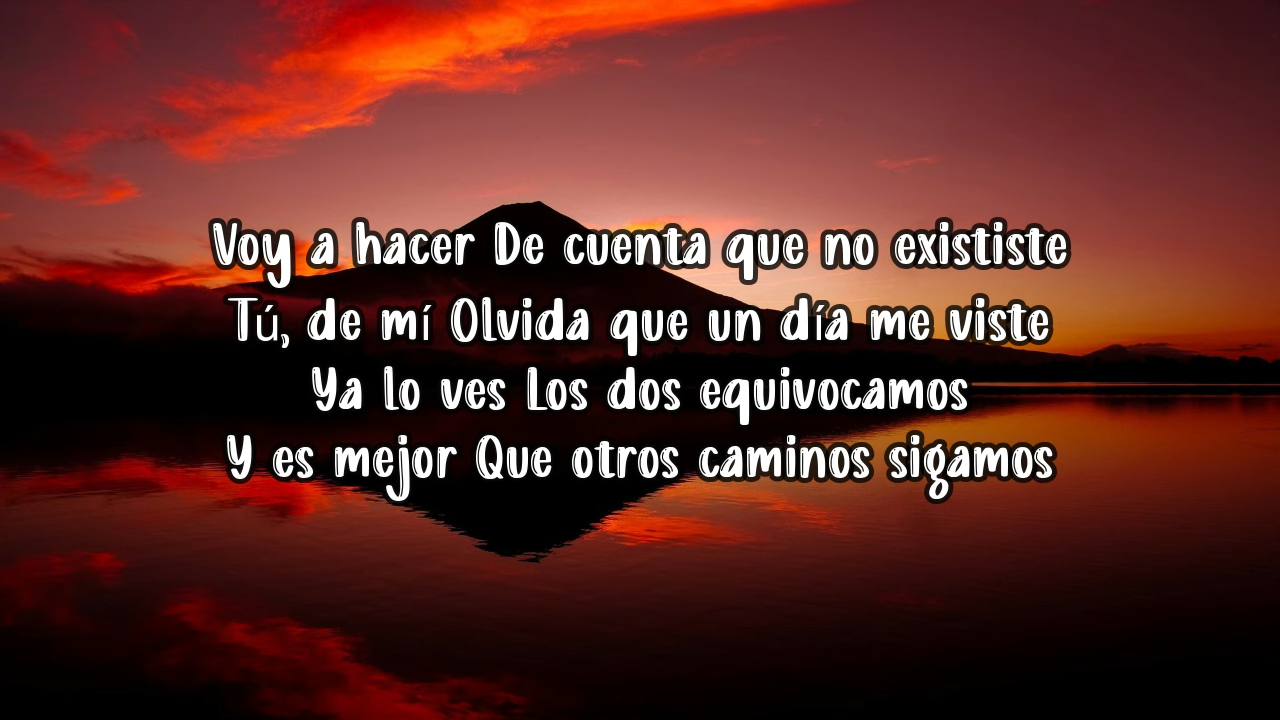 Voy a hacer De cuenta que no exististe
Tú, de mí Olvida que un día me viste
Ya lo ves Los dos equivocamos
Y es mejor Que otros caminos sigamos